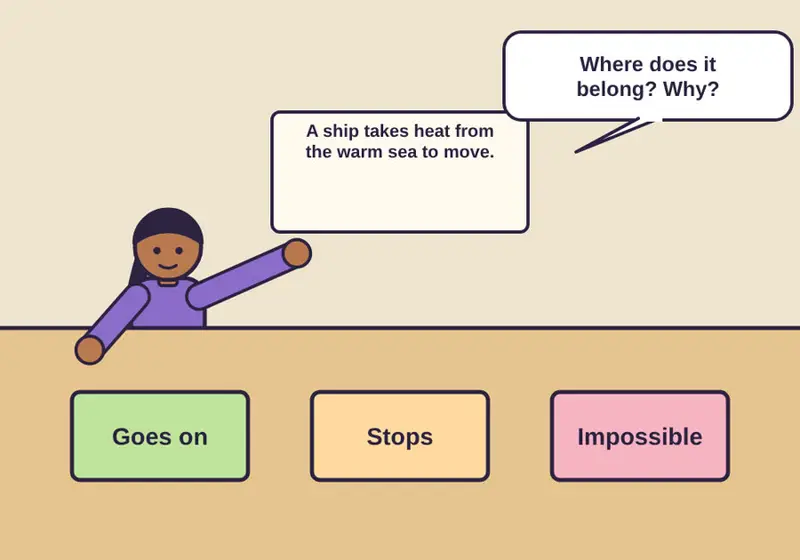 Where does it
belong? Why?
A ship takes heat from
the warm sea to move.
Goes on
Stops
Impossible